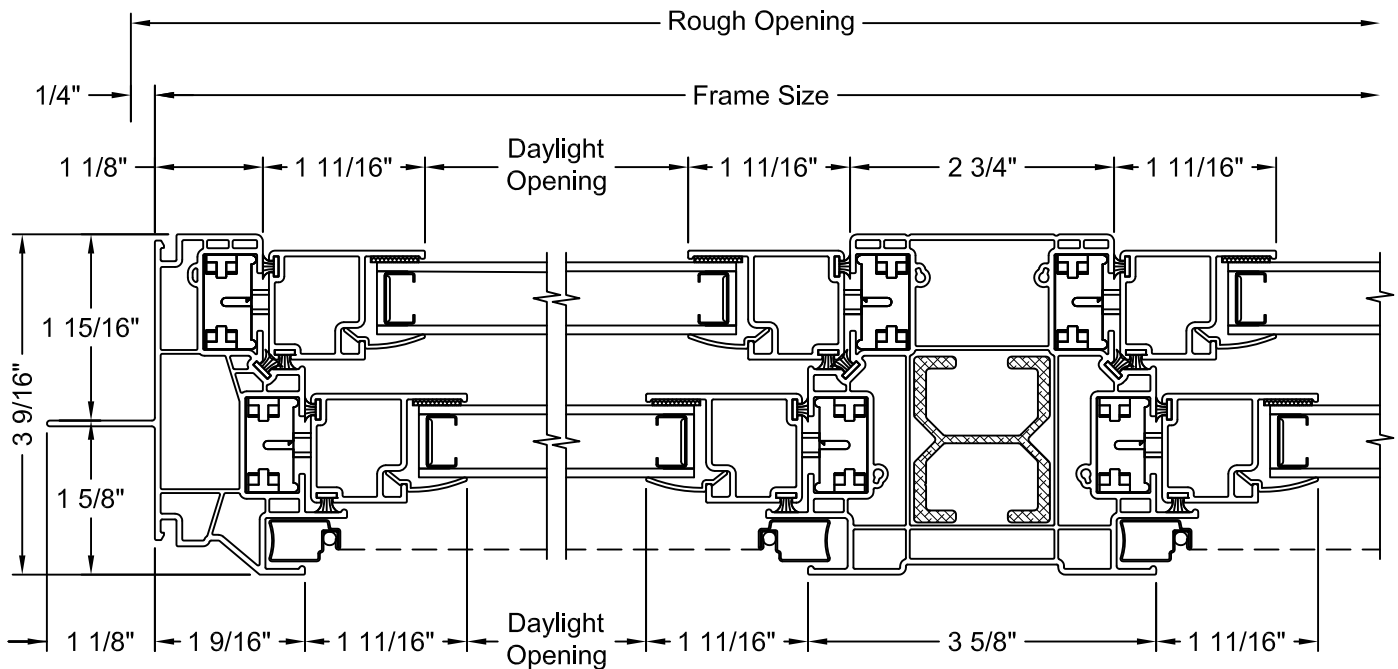 Rough Opening
1/4"
Frame Size
1 1/8"
1 11/16"
Daylight
Opening
1 11/16"
2 3/4"
1 11/16"
1 15/16"
3 9/16"
1 5/8"
1 1/8"
1 9/16"
1 11/16"
Daylight
Opening
1 11/16"
3 5/8"
1 11/16"